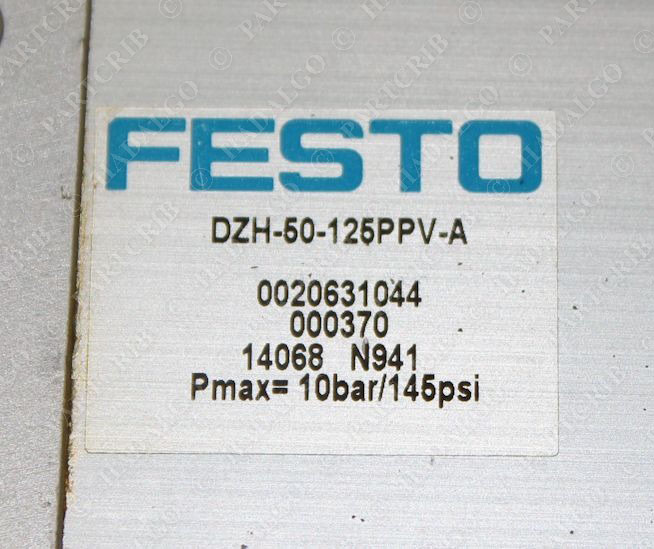 FESTO
DZH-50-125PPV-A
0020631044
000370
14068 N941
Pmax= 10bar/145psi